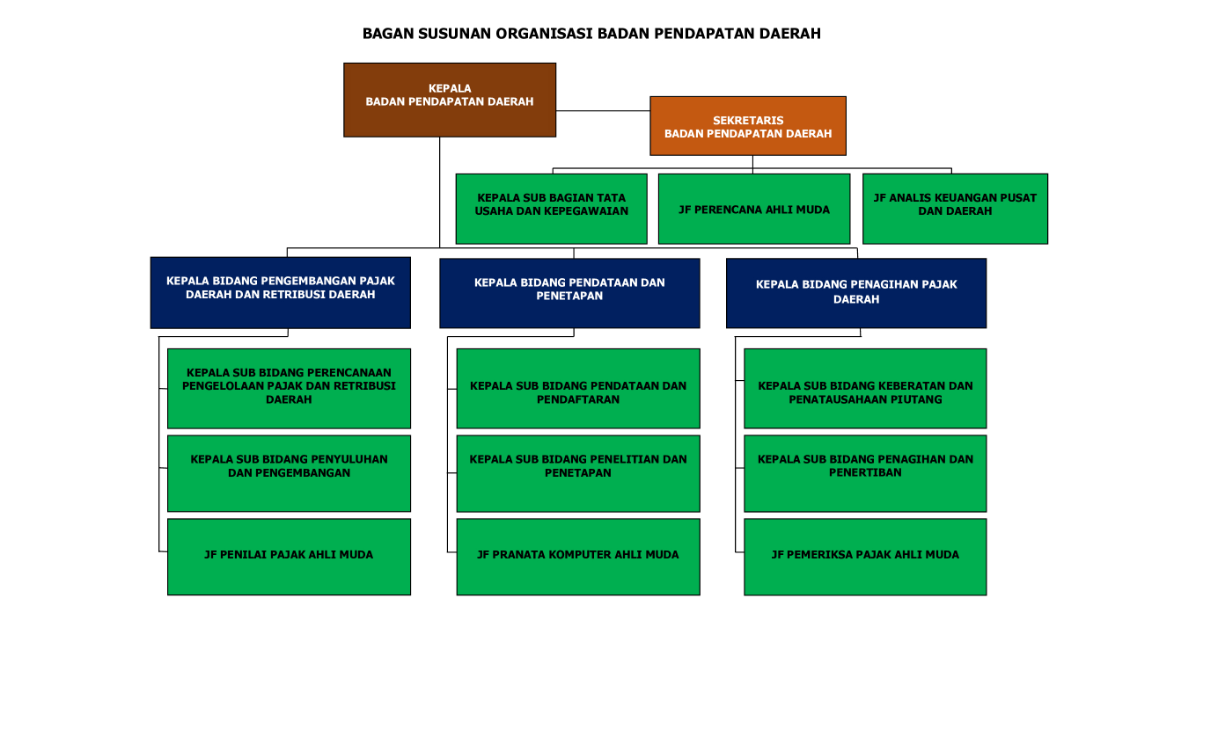 BAGAN SUSUNAN ORGANISASI BADAN PENDAPATAN DAERAH
KEPALA
BADAN PENDAPATAN DAERAH
SEKRETARIS
BADAN PENDAPATAN DAERAH
KEPALA SUB BAGIAN TATA
USAHA DAN KEPEGAWAIAN
JF PERENCANA AHLI MUDA
JF ANALIS KEUANGAN PUSAT
DAN DAERAH
KEPALA BIDANG PENGEMBANGAN PAJAK
DAERAH DAN RETRIBUSI DAERAH
KEPALA BIDANG PENDATAAN DAN
PENETAPAN
KEPALA BIDANG PENAGIHAN PAJAK
DAERAH
KEPALA SUB BIDANG PERENCANAAN
PENGELOLAAN PAJAK DAN RETRIBUSI
DAERAH
KEPALA SUB BIDANG PENDATAAN DAN
PENDAFTARAN
KEPALA SUB BIDANG KEBERATAN DAN
PENATAUSAHAAN PIUTANG
KEPALA SUB BIDANG PENYULUHAN
DAN PENGEMBANGAN
KEPALA SUB BIDANG PENELITIAN DAN
PENETAPAN
KEPALA SUB BIDANG PENAGIHAN DAN
PENERTIBAN
JF PENILAI PAJAK AHLI MUDA
JF PRANATA KOMPUTER AHLI MUDA
JF PEMERIKSA PAJAK AHLI MUDA